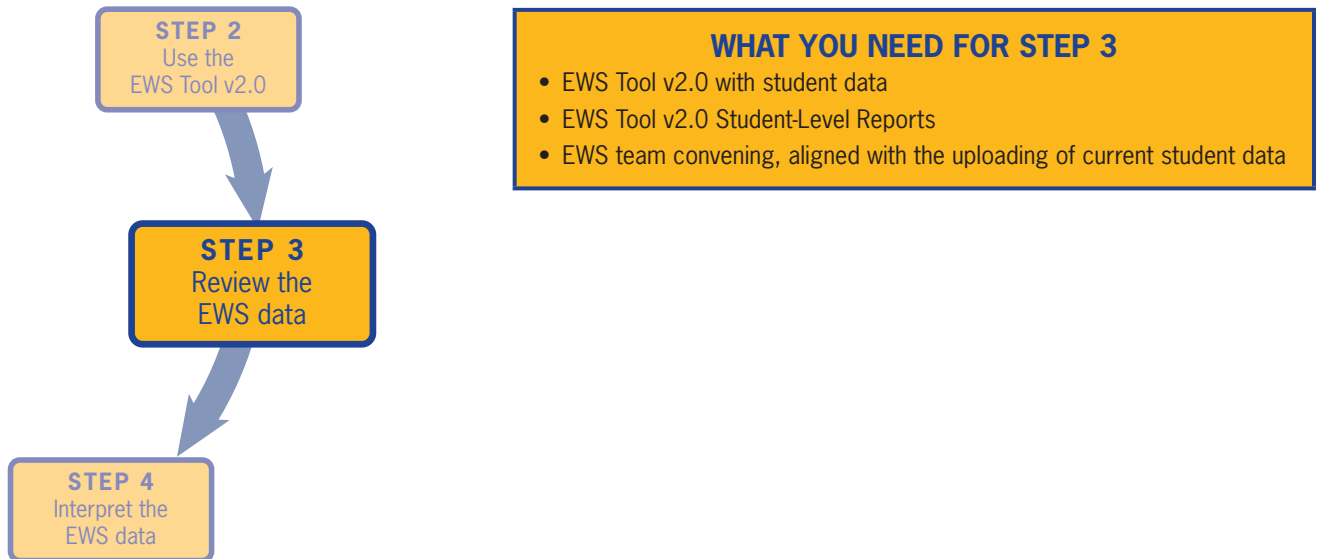 STEP 2
Use the
EWS Tool v2.0
WHAT YOU NEED FOR STEP 3
• EWS Tool v2.0 with student data
• EWS Tool v2.0 Student-Level Reports
• EWS team convening, aligned with the uploading of current student data
STEP 3
Review the
EWS data
STEP 4
Interpret the
EWS data